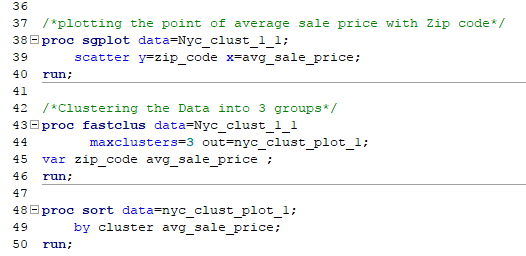 36
37 /*plotting the point of average sale price with Zip code*/
38 proc sgplot data=Nyc_clust_1_1;
39 scatter y=zip_code x=avg_sale_price;
40 run;
41
42 /*Clustering the Data into 3 groups*/
43 proc fastclus data=Nyc_clust_1_1
44 maxclusters=3 out=nyc_clust_plot_1;
45 var zip_code avg_sale_price ;
46 run;
47
48 proc sort data=nyc_clust_plot_1;
49 by cluster avg_sale_price;
50 run;